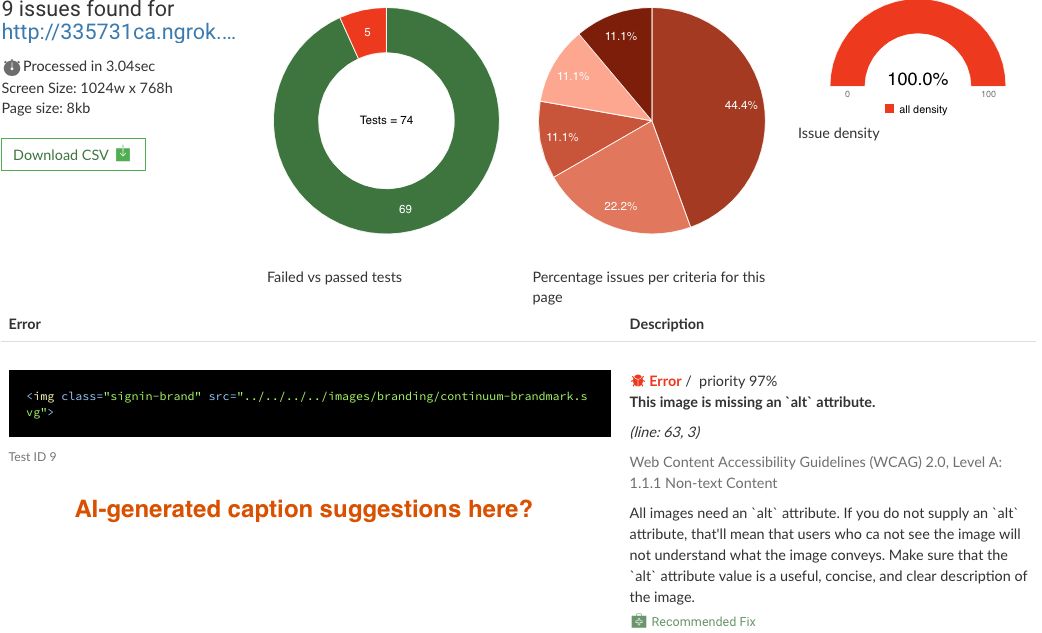 9 issues found for
http://335731ca.ngrok....
Processed in 3.04sec
Screen Size: 1024w x 768h
Page size: 8kb
Download CSV
5
Tests = 74
69
Failed vs passed tests
11.1%
11.1%
44.4%
11.1%
22.2%
Percentage issues per criteria for this
page
100.0%
0
100
all density
Issue density
Error
Description
<img class="signin-brand" src="../../../../images/branding/continuum-brandmark.s
vg">
Test ID 9
AI-generated caption suggestions here?
Error / priority 97%
This image is missing an `alt` attribute.
(line: 63, 3)
Web Content Accessibility Guidelines (WCAG) 2.0, Level A:
1.1.1 Non-text Content
All images need an `alt` attribute. If you do not supply an `alt`
attribute, that'll mean that users who ca not see the image will
not understand what the image conveys. Make sure that the
`alt` attribute value is a useful, concise, and clear description of
the image.
Recommended Fix